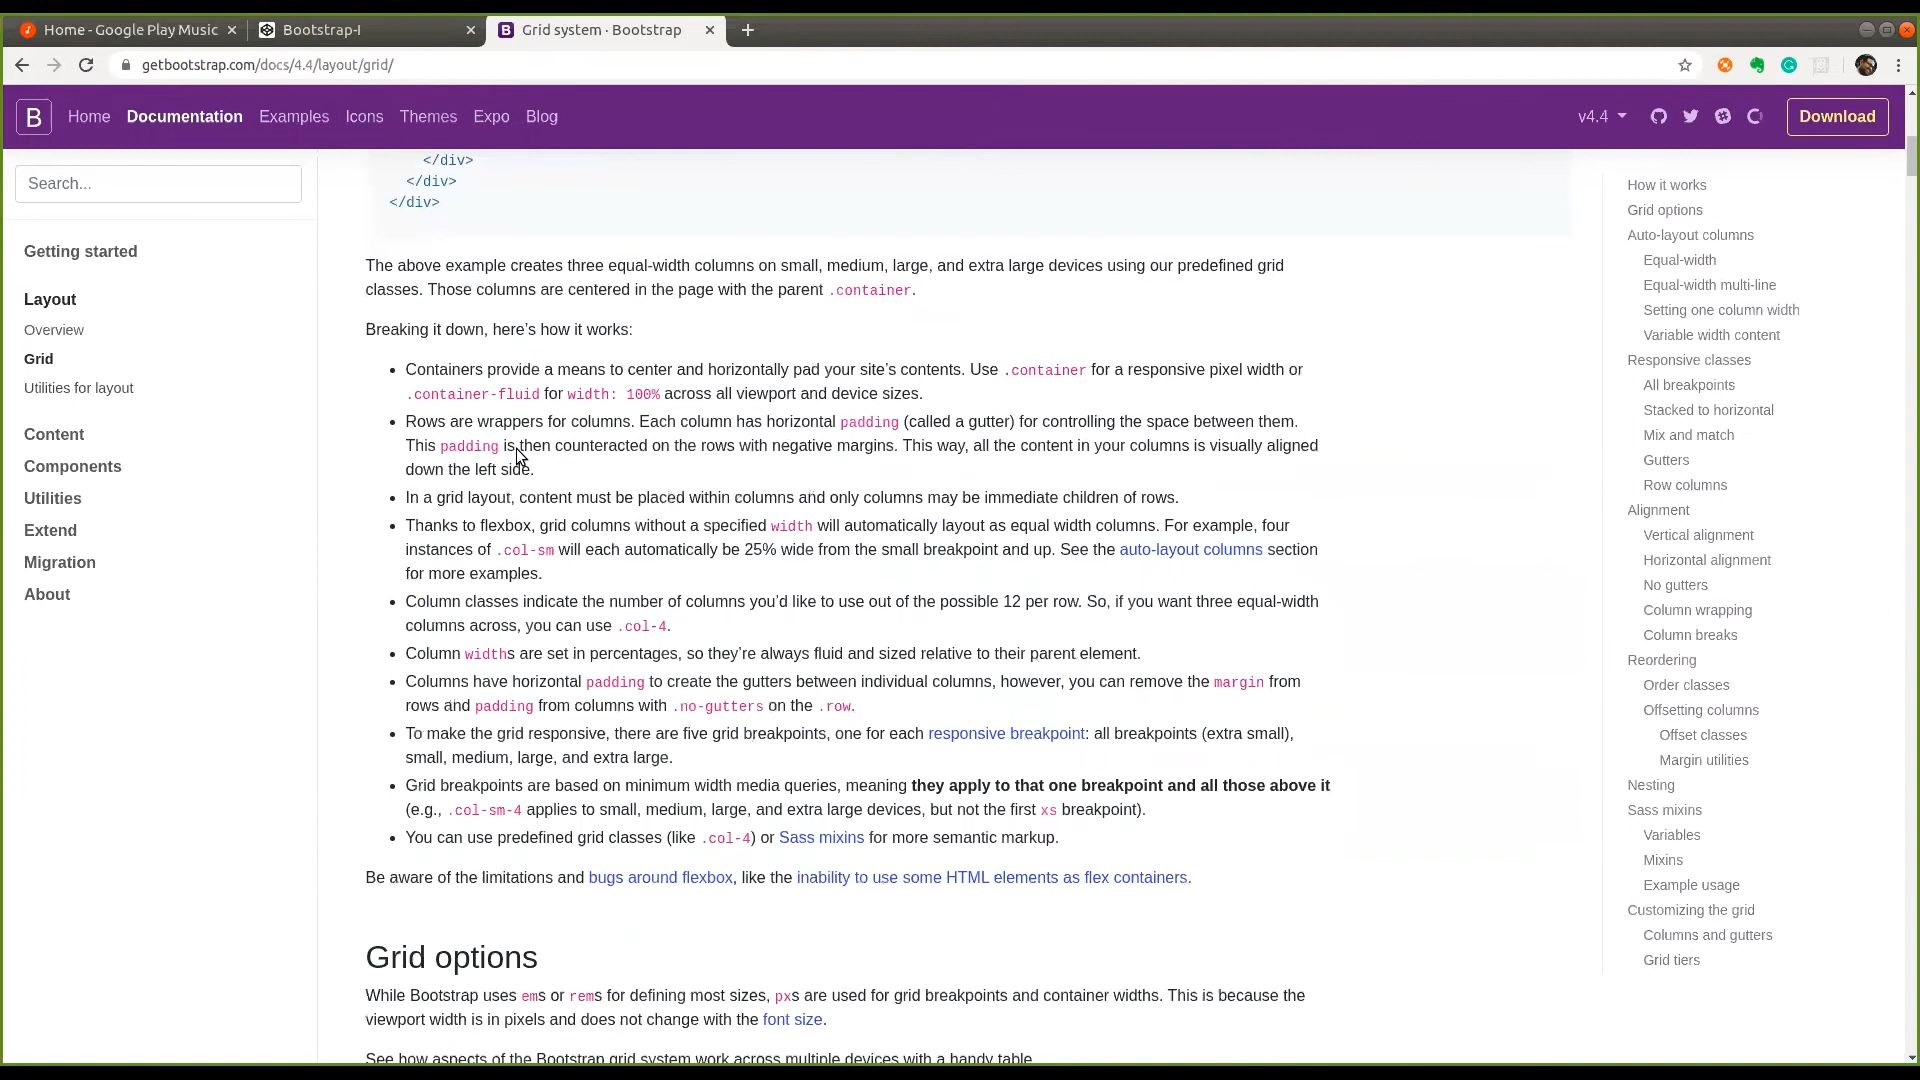 Home - Google Play Music
Bootstrap-I
Grid system · Bootstrap
getbootstrap.com/docs/4.4/layout/grid/
B
Home
Documentation
Examples
Icons
Themes
Expo
Blog
v4.4
Download
Search...
Getting started
Layout
Overview
Grid
Utilities for layout
Content
Components
Utilities
Extend
Migration
About
</div>
</div>
</div>
The above example creates three equal-width columns on small, medium, large, and extra large devices using our predefined grid
classes. Those columns are centered in the page with the parent .container.
Breaking it down, here’s how it works:
• Containers provide a means to center and horizontally pad your site’s contents. Use .container for a responsive pixel width or
.container-fluid for width: 100% across all viewport and device sizes.
• Rows are wrappers for columns. Each column has horizontal padding (called a gutter) for controlling the space between them.
This padding is then counteracted on the rows with negative margins. This way, all the content in your columns is visually aligned
down the left side.
• In a grid layout, content must be placed within columns and only columns may be immediate children of rows.
• Thanks to flexbox, grid columns without a specified width will automatically layout as equal width columns. For example, four
instances of .col-sm will each automatically be 25% wide from the small breakpoint and up. See the auto-layout columns section
for more examples.
• Column classes indicate the number of columns you’d like to use out of the possible 12 per row. So, if you want three equal-width
columns across, you can use .col-4.
• Column widths are set in percentages, so they’re always fluid and sized relative to their parent element.
• Columns have horizontal padding to create the gutters between individual columns, however, you can remove the margin from
rows and padding from columns with .no-gutters on the .row.
• To make the grid responsive, there are five grid breakpoints, one for each responsive breakpoint: all breakpoints (extra small),
small, medium, large, and extra large.
• Grid breakpoints are based on minimum width media queries, meaning they apply to that one breakpoint and all those above it
(e.g., .col-sm-4 applies to small, medium, large, and extra large devices, but not the first xs breakpoint).
• You can use predefined grid classes (like .col-4) or Sass mixins for more semantic markup.
Be aware of the limitations and bugs around flexbox, like the inability to use some HTML elements as flex containers.
Grid options
While Bootstrap uses ems or rems for defining most sizes, pxs are used for grid breakpoints and container widths. This is because the
viewport width is in pixels and does not change with the font size.
See how aspects of the Bootstrap grid system work across multiple devices with a handy table.
How it works
Grid options
Auto-layout columns
Equal-width
Equal-width multi-line
Setting one column width
Variable width content
Responsive classes
All breakpoints
Stacked to horizontal
Mix and match
Gutters
Row columns
Alignment
Vertical alignment
Horizontal alignment
No gutters
Column wrapping
Column breaks
Reordering
Order classes
Offsetting columns
Offset classes
Margin utilities
Nesting
Sass mixins
Variables
Mixins
Example usage
Customizing the grid
Columns and gutters
Grid tiers